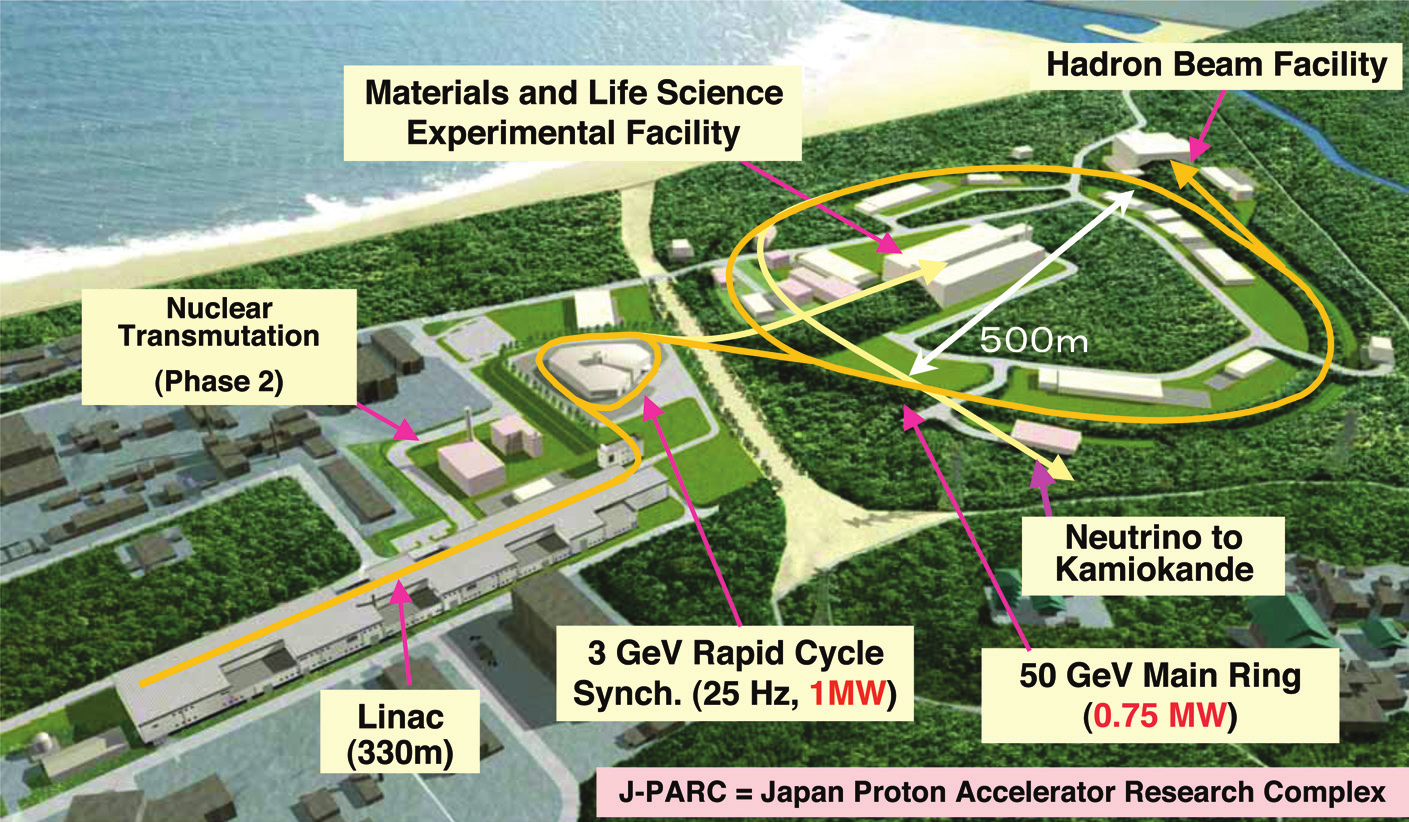 Hadron Beam Facility
Materials and Life Science
Experimental Facility
Nuclear
Transmutation
(Phase 2)
500m
Neutrino to
Kamiokande
3 GeV Rapid Cycle
Synch. (25 Hz, 1MW)
50 GeV Main Ring
(0.75 MW)
Linac
(330m)
J-PARC = Japan Proton Accelerator Research Complex